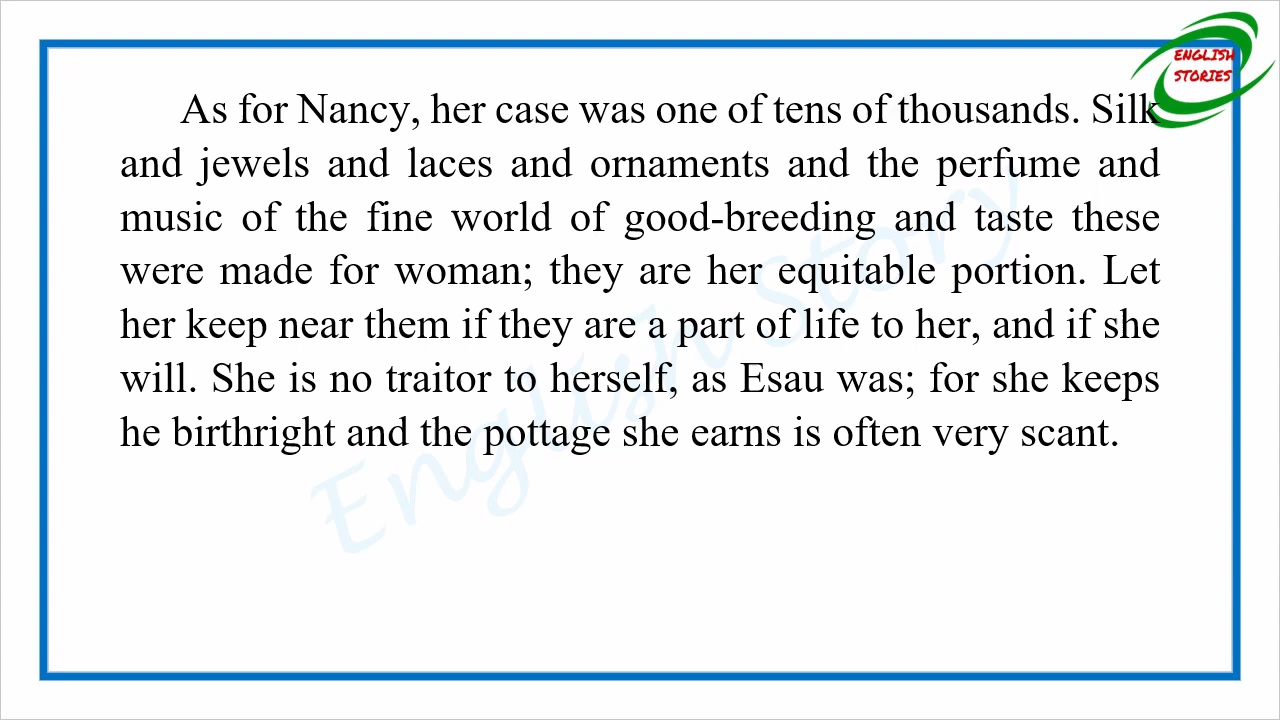 ENGLISH
STORIES
As for Nancy, her case was one of tens of thousands. Silk
and jewels and laces and ornaments and the perfume and
music of the fine world of good-breeding and taste these
were made for woman; they are her equitable portion. Let
her keep near them if they are a part of life to her, and if she
will. She is no traitor to herself, as Esau was; for she keeps
he birthright and the pottage she earns is often very scant.
English Story